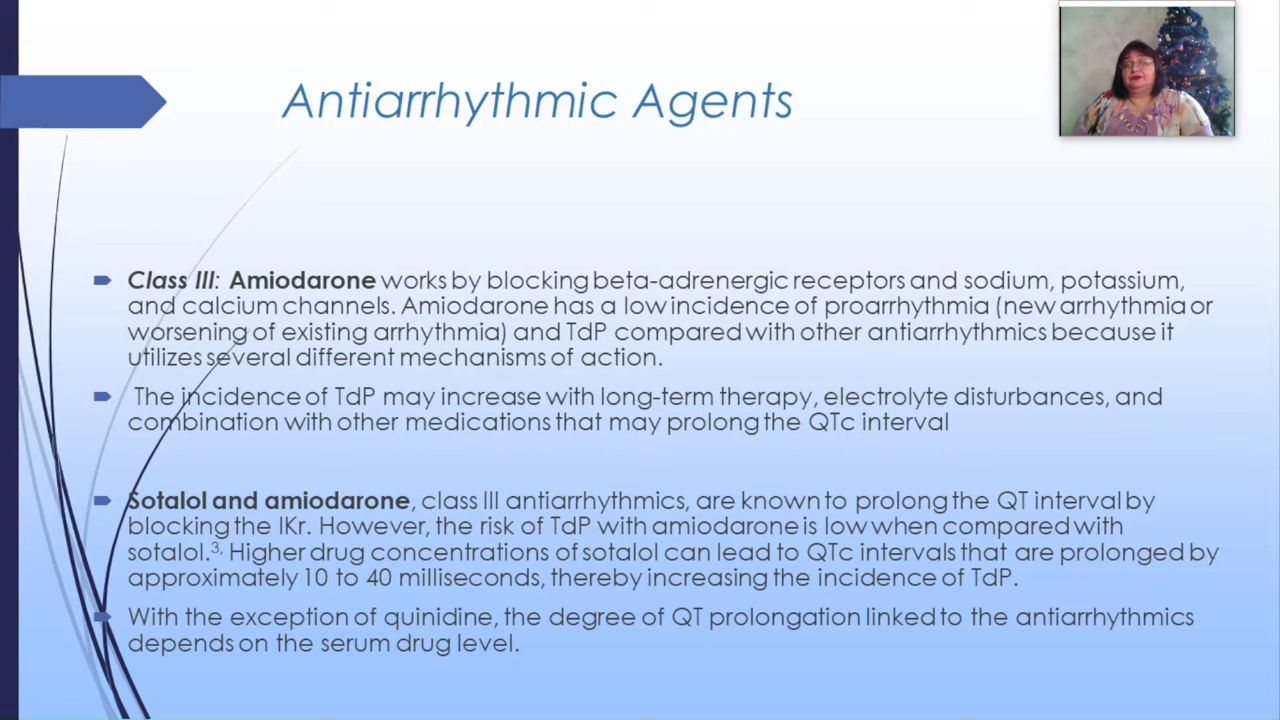 Antiarrhythmic Agents
Class III: Amiodarone works by blocking beta-adrenergic receptors and sodium, potassium,
and calcium channels. Amiodarone has a low incidence of proarrhythmia (new arrhythmia or
worsening of existing arrhythmia) and TdP compared with other antiarrhythmics because it
utilizes several different mechanisms of action.
The incidence of TdP may increase with long-term therapy, electrolyte disturbances, and
combination with other medications that may prolong the QTc interval
Sotalol and amiodarone, class III antiarrhythmics, are known to prolong the QT interval by
blocking the IKr. However, the risk of TdP with amiodarone is low when compared with
sotalol.3, Higher drug concentrations of sotalol can lead to QTc intervals that are prolonged by
approximately 10 to 40 milliseconds, thereby increasing the incidence of TdP.
With the exception of quinidine, the degree of QT prolongation linked to the antiarrhythmics
depends on the serum drug level.